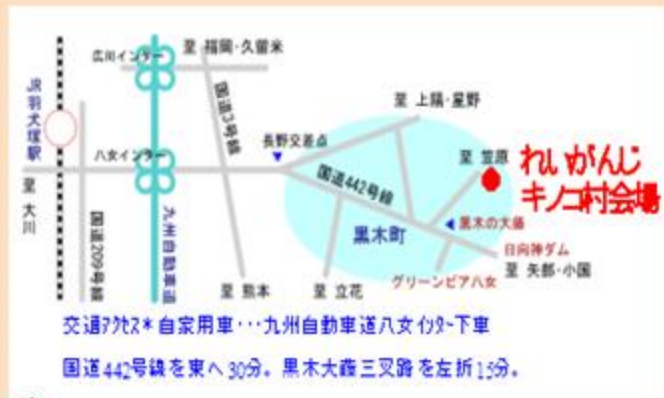 広川インター
至 福岡・久留米
JR羽犬塚駅
国道3号線
至 上陽・星野
長野交差点
至 笠原
れいがんじ
キノコ村会場
八女インター
国道442号線
至 大川
国道209号線
九州自動車道
黒木町
黒木の大藤
日向神ダム
グリーンピア八女
至 矢部・小国
至 熊本
至 立花
交通アクセス*自家用車・・・九州自動車道八女インター下車
国道442号線を東へ30分。黒木大藤三叉路を左折15分。